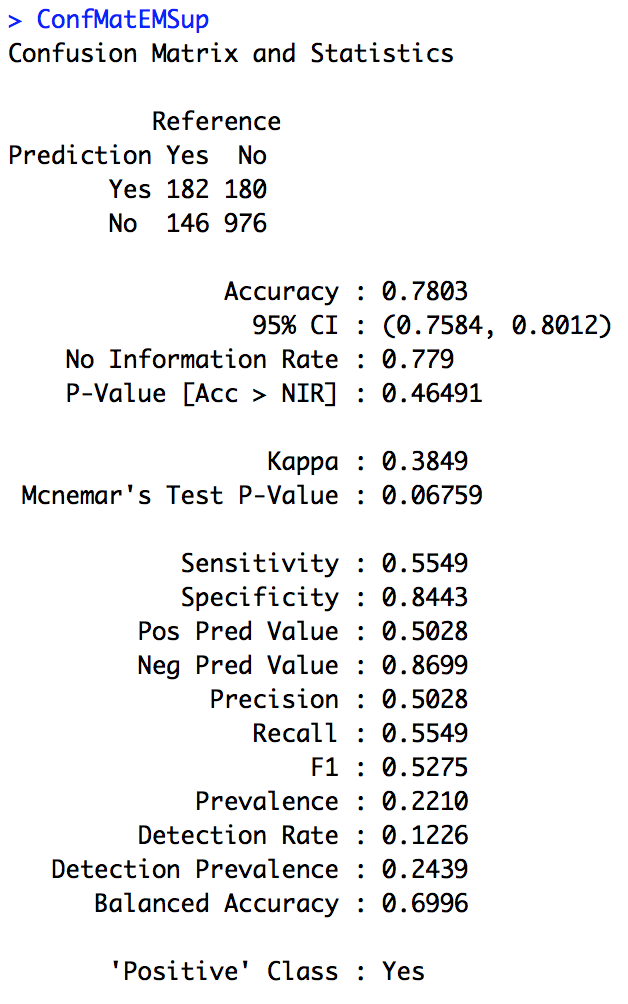 > ConfMatEMSup
Confusion Matrix and Statistics
Reference
Prediction Yes No
Yes 182 180
No 146 976
Accuracy : 0.7803
95% CI : (0.7584, 0.8012)
No Information Rate : 0.779
P-Value [Acc > NIR] : 0.46491
Kappa : 0.3849
Mcnemar's Test P-Value : 0.06759
Sensitivity : 0.5549
Specificity : 0.8443
Pos Pred Value : 0.5028
Neg Pred Value : 0.8699
Precision : 0.5028
Recall : 0.5549
F1 : 0.5275
Prevalence : 0.2210
Detection Rate : 0.1226
Detection Prevalence : 0.2439
Balanced Accuracy : 0.6996
'Positive' Class : Yes